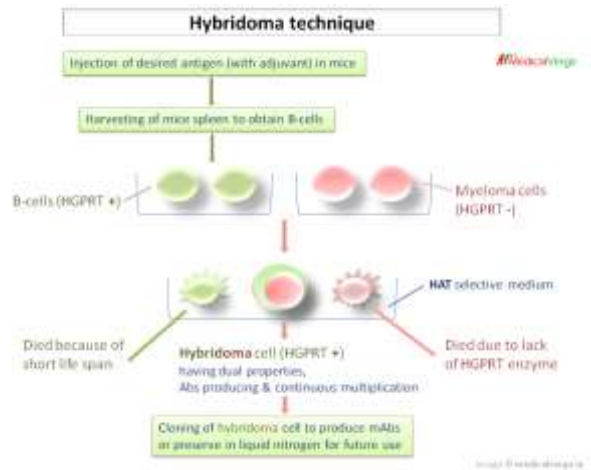 Hybridoma technique
MedicalVerge
Injection of desired antigen (with adjuvant) in mice
Harvesting of mice spleen to obtain B-cells
B-cells (HGPRT +)
Myeloma cells
(HGPRT -)
HAT selective medium
Died because of
short life span
Hybridoma cell (HGPRT +)
having dual properties,
Abs producing & continuous multiplication
Died due to lack
of HGPRT enzyme
Cloning of hybridoma cell to produce mAbs
or preserve in liquid nitrogen for future use